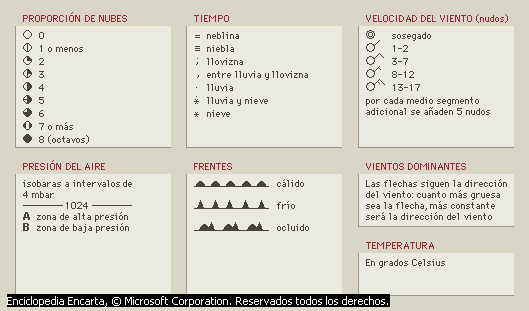 PROPORCIÓN DE NUBES
0
1 o menos
2
3
4
5
6
7 o más
8 (octavos)
TIEMPO
neblina
niebla
llovizna
entre lluvia y llovizna
lluvia
lluvia y nieve
nieve
VELOCIDAD DEL VIENTO (nudos)
sosegado
1-2
3-7
8-12
13-17
por cada medio segmento
adicional se añaden 5 nudos
PRESIÓN DEL AIRE
isobaras a intervalos de
4 mbar
1024
A zona de alta presión
B zona de baja presión
FRENTES
cálido
frío
ocluido
VIENTOS DOMINANTES
Las flechas siguen la dirección
del viento: cuanto más gruesa
sea la flecha, más constante
será la dirección del viento
TEMPERATURA
En grados Celsius
Enciclopedia Encarta, © Microsoft Corporation. Reservados todos los derechos.